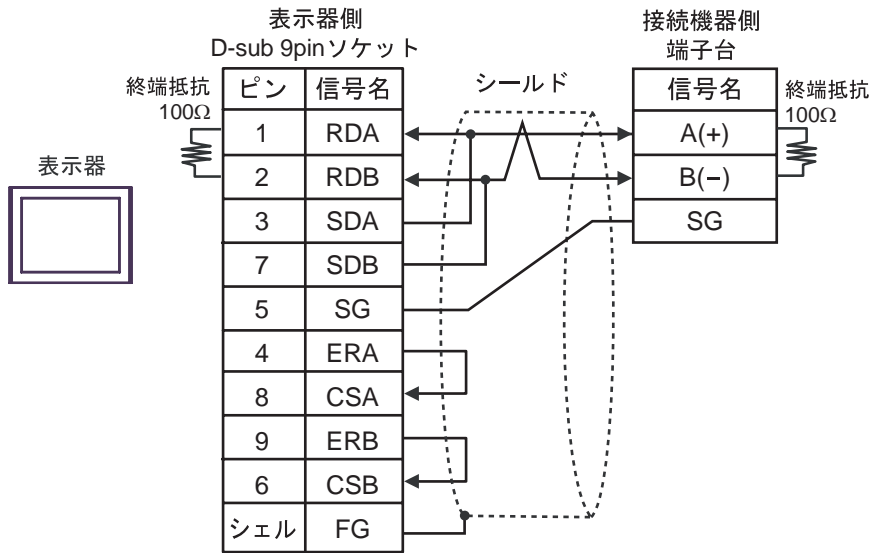 表示器側
D-sub 9pinソケット
接続機器側
端子台
終端抵抗
100Ω
ピン 信号名
シールド
信号名
終端抵抗
100Ω
1 RDA
A(+)
2 RDB
B(−)
表示器
3 SDA
SG
7 SDB
5 SG
4 ERA
8 CSA
9 ERB
6 CSB
シェル FG